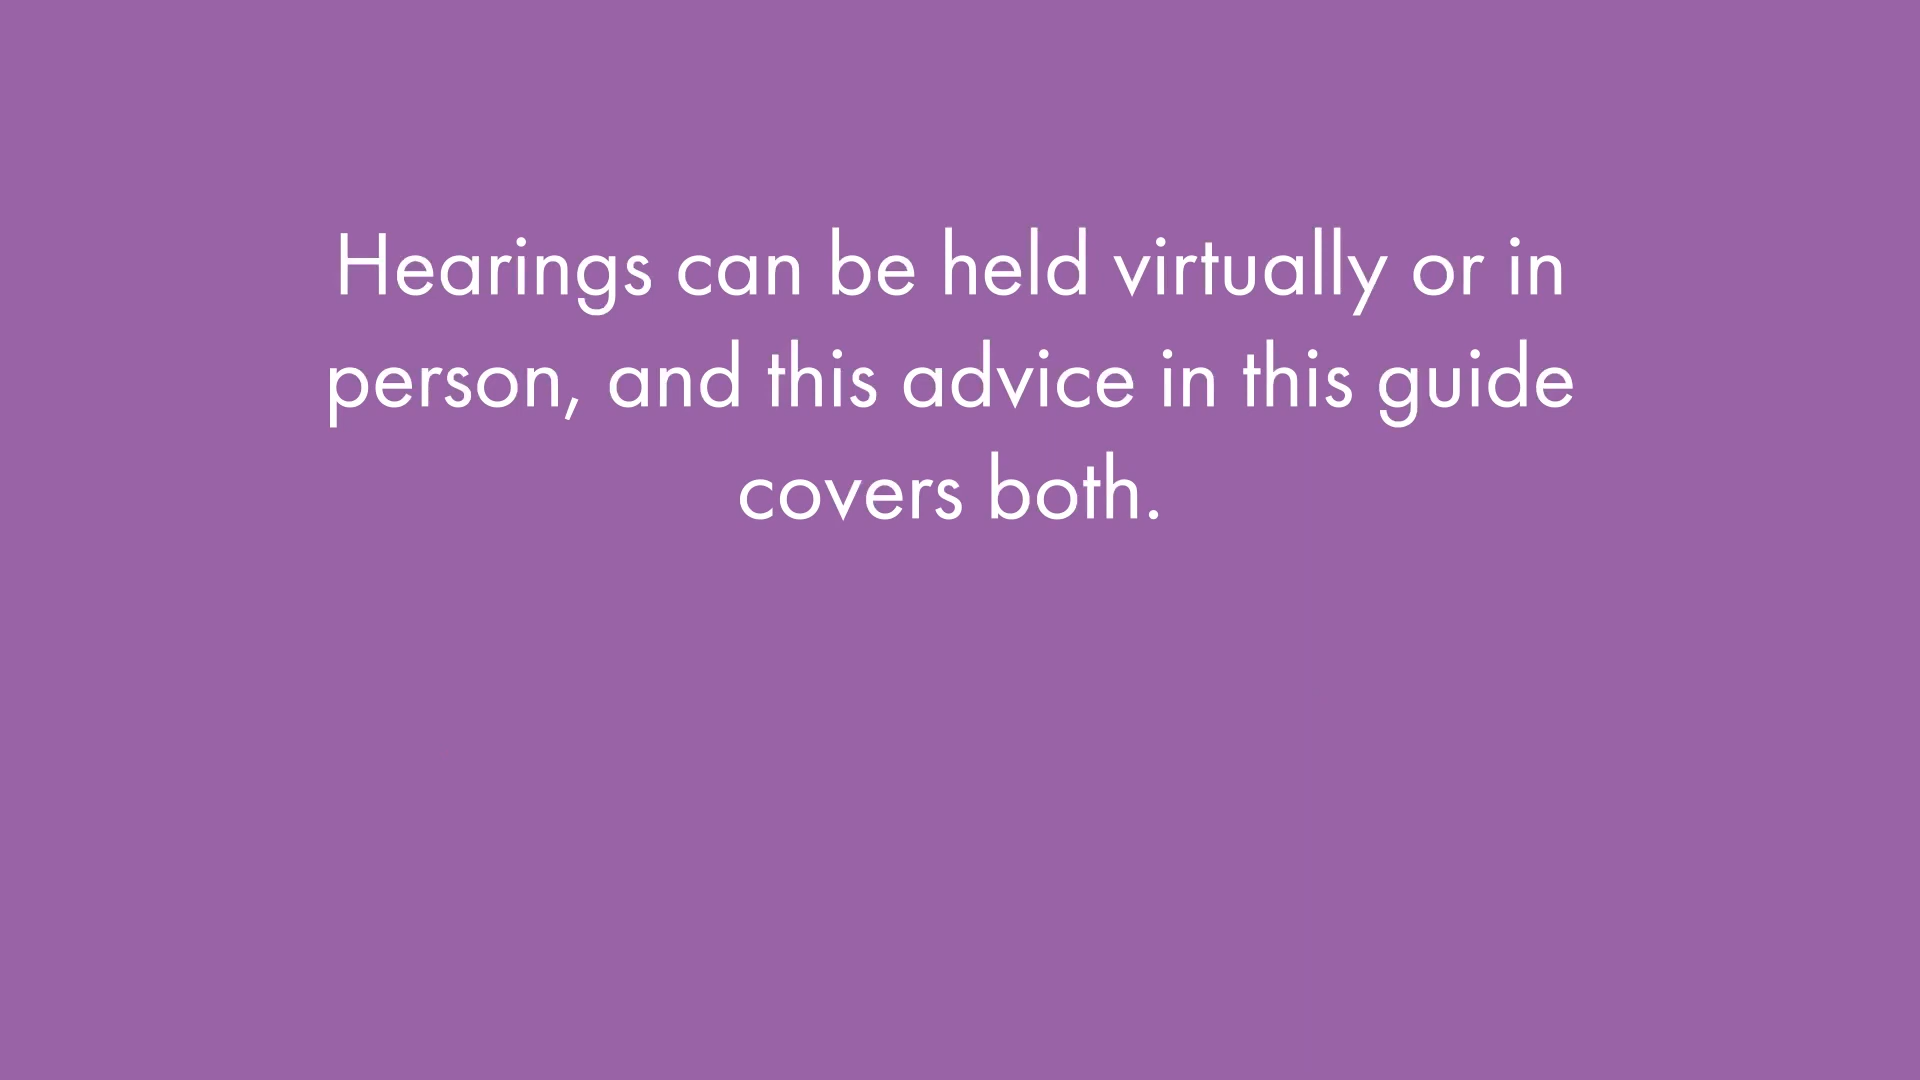 Hearings can be held virtually or in
person, and this advice in this guide
covers both.